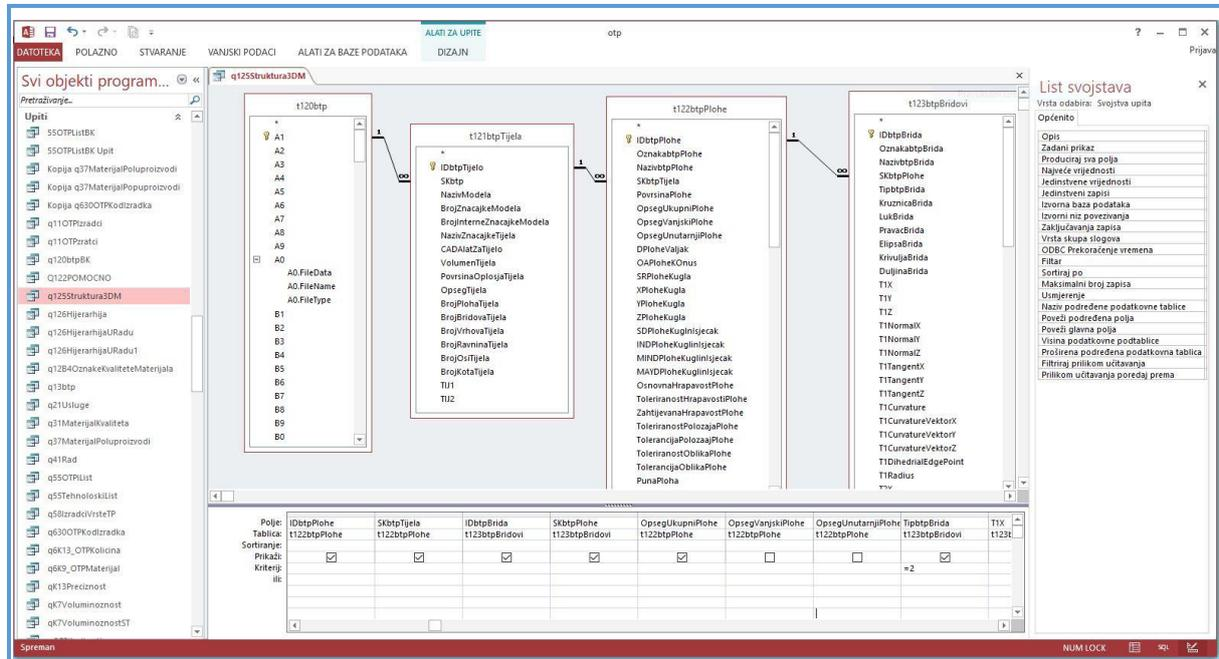 ALATI ZA UPITE
otp
DATOTEKA POLAZNO STVARANJE VANJSKI PODACI ALATI ZA BAZE PODATAKA DIZAJN
Prijava
Svi objekti program...
Pretraživanje...
Upiti
55OTPListBK
55OTPListBK Upit
Kopija q37MaterijalPoluproizvodi
Kopija q37MaterijalPopuproizvodi
Kopija q630OTPKodIzradka
q11OTPIzradci
q11OTPzratci
q120btpBK
Q122POMOCNO
q125Struktura3DM
q126Hijerarhija
q126HijerarhijaURadu
q126HijerarhijaURadu1
q12B4OznakeKvaliteteMaterijala
q13btp
q21Usluge
q31MaterijalKvaliteta
q37MaterijalPoluproizvodi
q41Rad
q55OTPIList
q55TehnoloskiList
q58IzradciVrsteTP
q630OTPKodIzradka
q6K13_OTPKolicina
q6K9_OTPMaterijal
qK13Preciznost
qK7Voluminoznost
qK7VoluminoznostST
q125Struktura3DM
t120btp
*
A1
A2
A3
A4
A5
A6
A7
A8
A9
A0
A0.FileData
A0.FileName
A0.FileType
B1
B2
B3
B4
B5
B6
B7
B8
B9
B0
1
∞
t121btpTijela
*
IDbtpTijelo
SKbtp
NazivModela
BrojZnacajkeModela
BrojInterneZnacajkeModela
NazivZnacajkeTijela
CADAlatZaTijelo
VolumenTijela
PovrsinaOplosjaTijela
OpsegTijela
BrojPlohaTijela
BrojBridovaTijela
BrojVrhovaTijela
BrojRavninaTijela
BrojOsiTijela
BrojKotaTijela
TIJ1
TIJ2
1
∞
t122btpPlohe
*
IDbtpPlohe
OznakabtpPlohe
NazivbtpPlohe
SKbtpTijela
PovrsinaPlohe
OpsegUkupniPlohe
OpsegVanjskiPlohe
OpsegUnutarnjiPlohe
DPloheValjak
OAPloheKOnus
SRPloheKugla
XPloheKugla
YPloheKugla
ZPloheKugla
SDPloheKuglnIsjecak
INDPloheKuglinIsjecak
MINDPloheKuglinIsjecak
MAYDPloheKuglinIsjecak
OsnovnaHrapavostPlohe
ToleriranostHrapavostiPlohe
ZahtijevanaHrapavostPlohe
ToleriranostPolozajaPlohe
TolerancijaPolozaajPlohe
ToleriranostOblikaPlohe
TolerancijaOblikaPlohe
PunaPloha
1
∞
t123btpBridovi
*
IDbtpBrida
OznakabtpBrida
NazivbtpBrida
SKbtpPlohe
TipbtpBrida
KruznicaBrida
LukBrida
PravacBrida
ElipsaBrida
KrivuljaBrida
DuljinaBrida
T1X
T1Y
T1Z
T1NormalX
T1NormalY
T1NormalZ
T1TangentX
T1TangentY
T1TangentZ
T1Curvature
T1CurvatureVektorX
T1CurvatureVektorY
T1CurvatureVektorZ
T1DihedrialEdgePoint
T1Radius
T2X
List svojstava
Vrsta odabira: Svojstva upita
Općenito
Opis
Zadani prikaz
Produciraj sva polja
Najveće vrijednosti
Jedinstvene vrijednosti
Jedinstveni zapisi
Izvorna baza podataka
Izvorni niz povezivanja
Zaključavanja zapisa
Vrsta skupa slogova
ODBC Prekoračenje vremena
Filtar
Sortiraj po
Maksimalni broj zapisa
Usmjerenje
Naziv podređene podatkovne tablice
Poveži podređena polja
Poveži glavna polja
Visina podatkovne podtablice
Proširena podređena podatkovna tablica
Filtriraj prilikom učitavanja
Prilikom učitavanja poredaj prema
Polje: IDbtpPlohe SKbtpTijela IDbtpBrida SKbtpPlohe OpsegUkupniPlohe OpsegVanjskiPlohe OpsegUnutarnjiPlohe TipbtpBrida T1X
Tablica: t122btpPlohe t122btpPlohe t123btpBridovi t123btpBridovi t122btpPlohe t122btpPlohe t122btpPlohe t123btpBridovi t123t
Sortiranje:
Prikaži:
Kriterij: =2
ili:
Spreman
NUM LOCK SQL